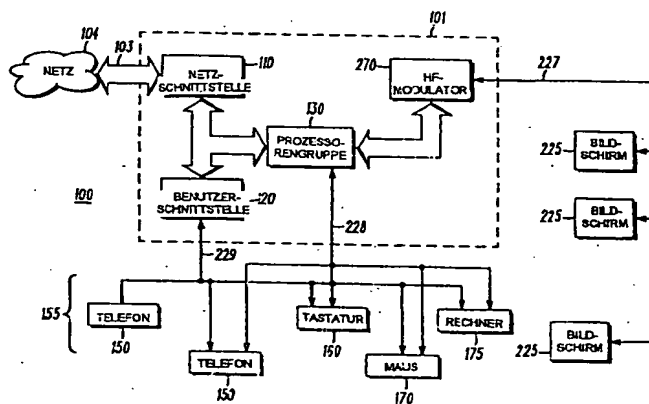 104
103
101
NETZ
NETZ-
SCHNITTSTELLE
110
270
HF-
MODULATOR
227
130
PROZESSO-
RENGRUPPE
225
BILD-
SCHIRM
225
BILD-
SCHIRM
100
BENUTZER-
SCHNITTSTELLE
120
228
229
155
TELEFON
150
TELEFON
150
TASTATUR
160
MAUS
170
RECHNER
175
225
BILD-
SCHIRM